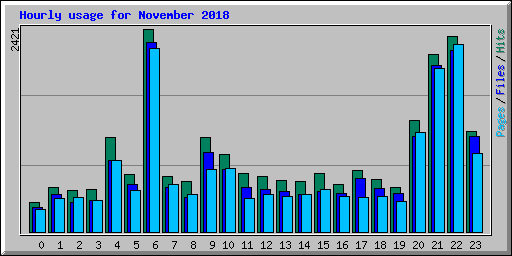 Hourly usage for November 2018
2421
Pages / Files / Hits
0 1 2 3 4 5 6 7 8 9 10 11 12 13 14 15 16 17 18 19 20 21 22 23